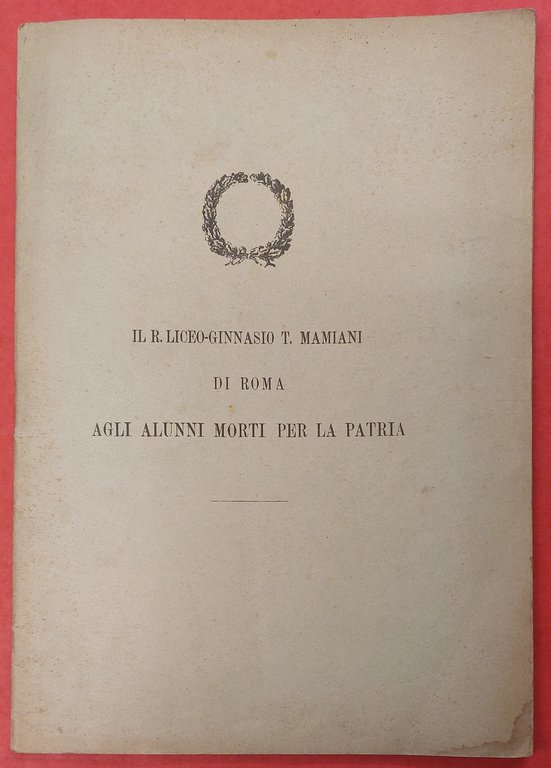 IL R. LICEO-GINNASIO T. MAMIANI
DI ROMA
AGLI ALUNNI MORTI PER LA PATRIA